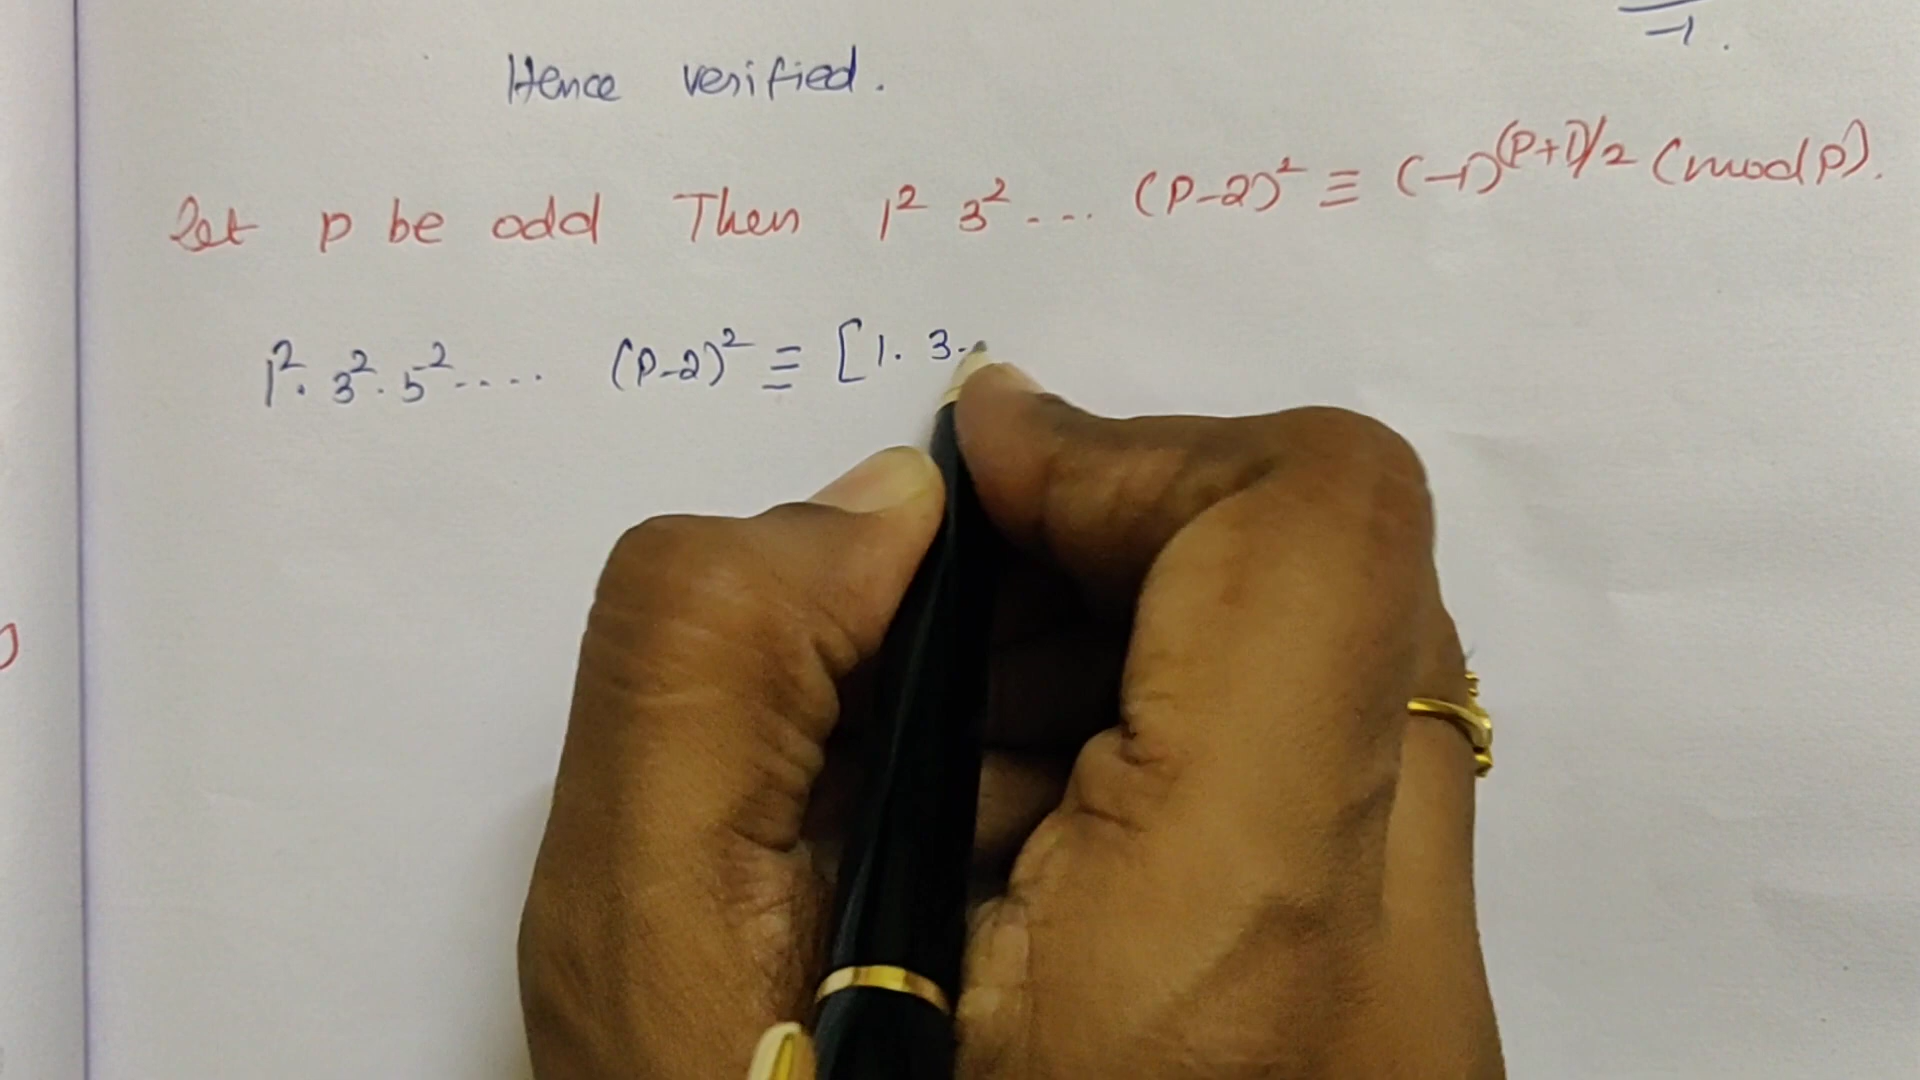 -1.
Hence verified.
Let p be odd Then 1² 3² .... (p-2)² ≡ (-1)^(p+1)/2 (mod p).
1². 3². 5² .... (p-2)² ≡ [1. 3.